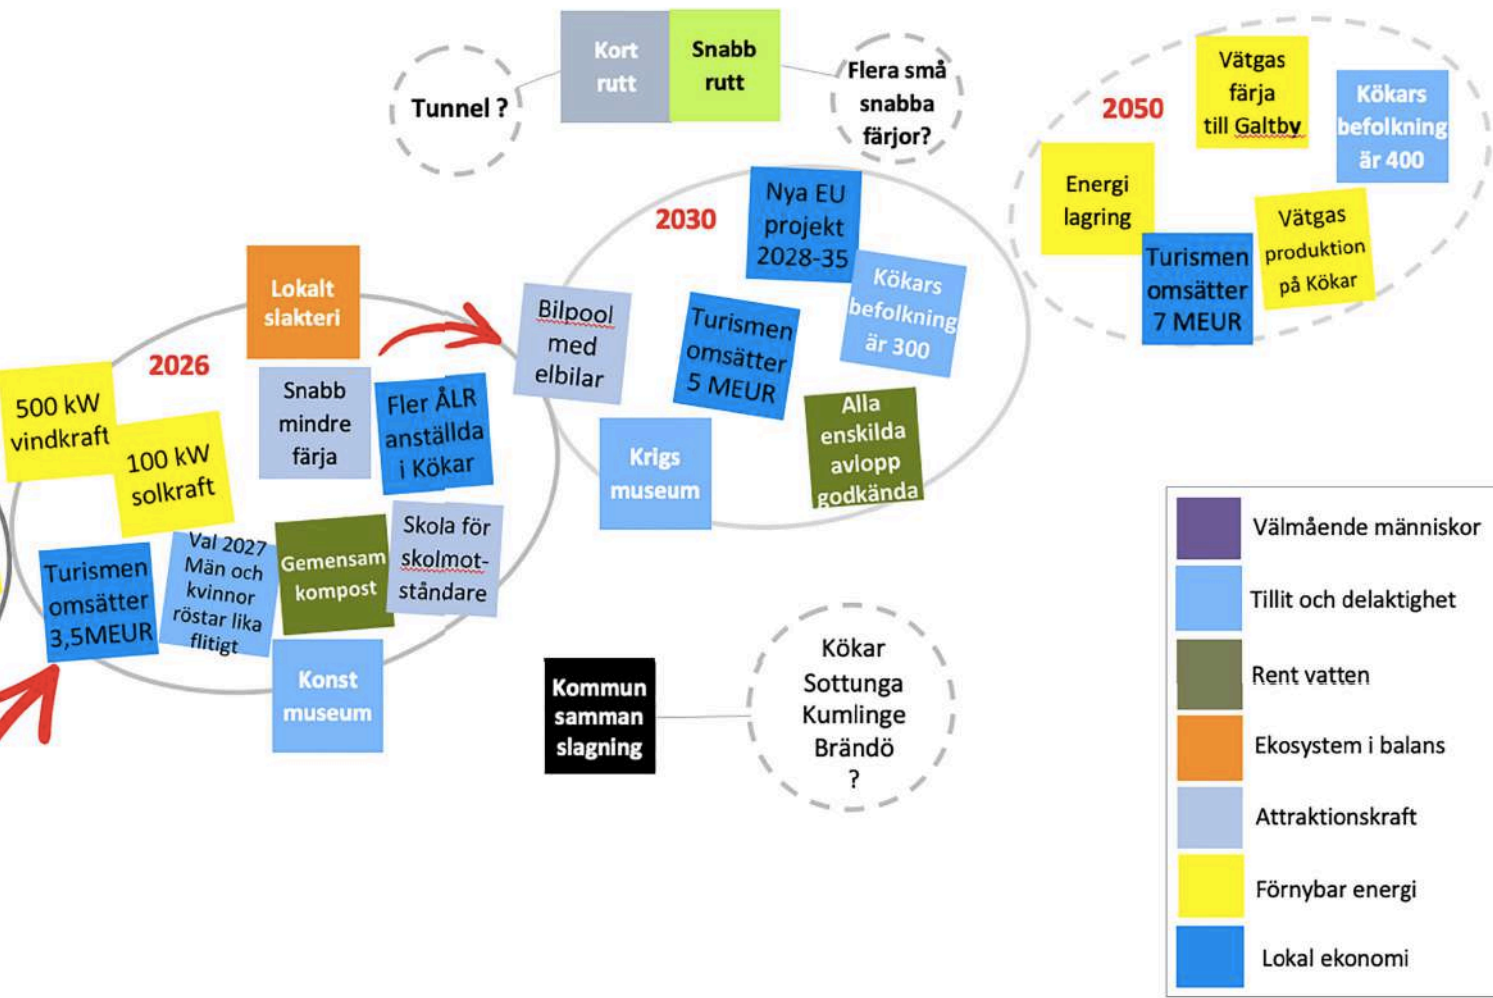 Kort
rutt
Snabb
rutt
Tunnel ?
Flera små
snabba
färjor?
2050
Vätgas
färja
till Galtby
Kökars
befolkning
är 400
Energi
lagring
Vätgas
produktion
på Kökar
Turismen
omsätter
7 MEUR
2030
Nya EU
projekt
2028-35
Kökars
befolkning
är 300
Bilpool
med
elbilar
Turismen
omsätter
5 MEUR
Krigs
museum
Alla
enskilda
avlopp
godkända
Lokalt
slakteri
2026
500 kW
vindkraft
100 kW
solkraft
Snabb
mindre
färja
Fler ÅLR
anställda
i Kökar
Turismen
omsätter
3,5MEUR
Val 2027
Män och
kvinnor
röstar lika
flitigt
Gemensam
kompost
Skola för
skolmot-
ståndare
Konst
museum
Kommun
samman
slagning
Kökar
Sottunga
Kumlinge
Brändö
?
Välmående människor
Tillit och delaktighet
Rent vatten
Ekosystem i balans
Attraktionskraft
Förnybar energi
Lokal ekonomi